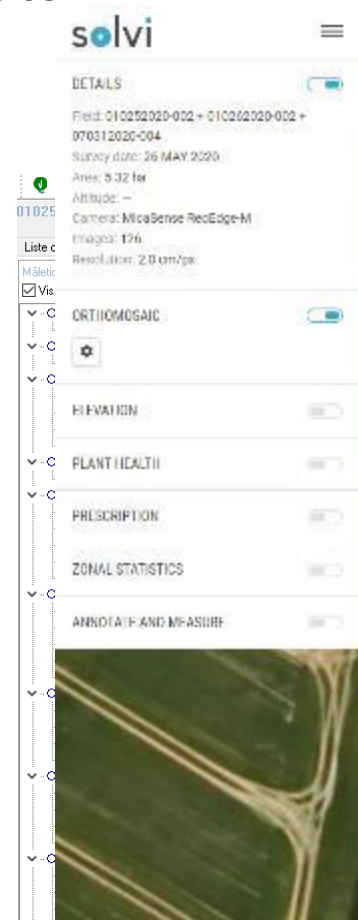 solvi
DETAILS
Field: 010252020-002 + 010262020-002 +
070312020-004
Survey date: 26 MAY 2020
Area: 5.32 ha
Altitude: --
Camera: MicaSense RedEdge-M
Images: 126
Resolution: 2.0 cm/px
01025
Liste
Måletid
Vis
ORTHOMOSAIC
ELEVATION
PLANT HEALTH
PRESCRIPTION
ZONAL STATISTICS
ANNOTATE AND MEASURE